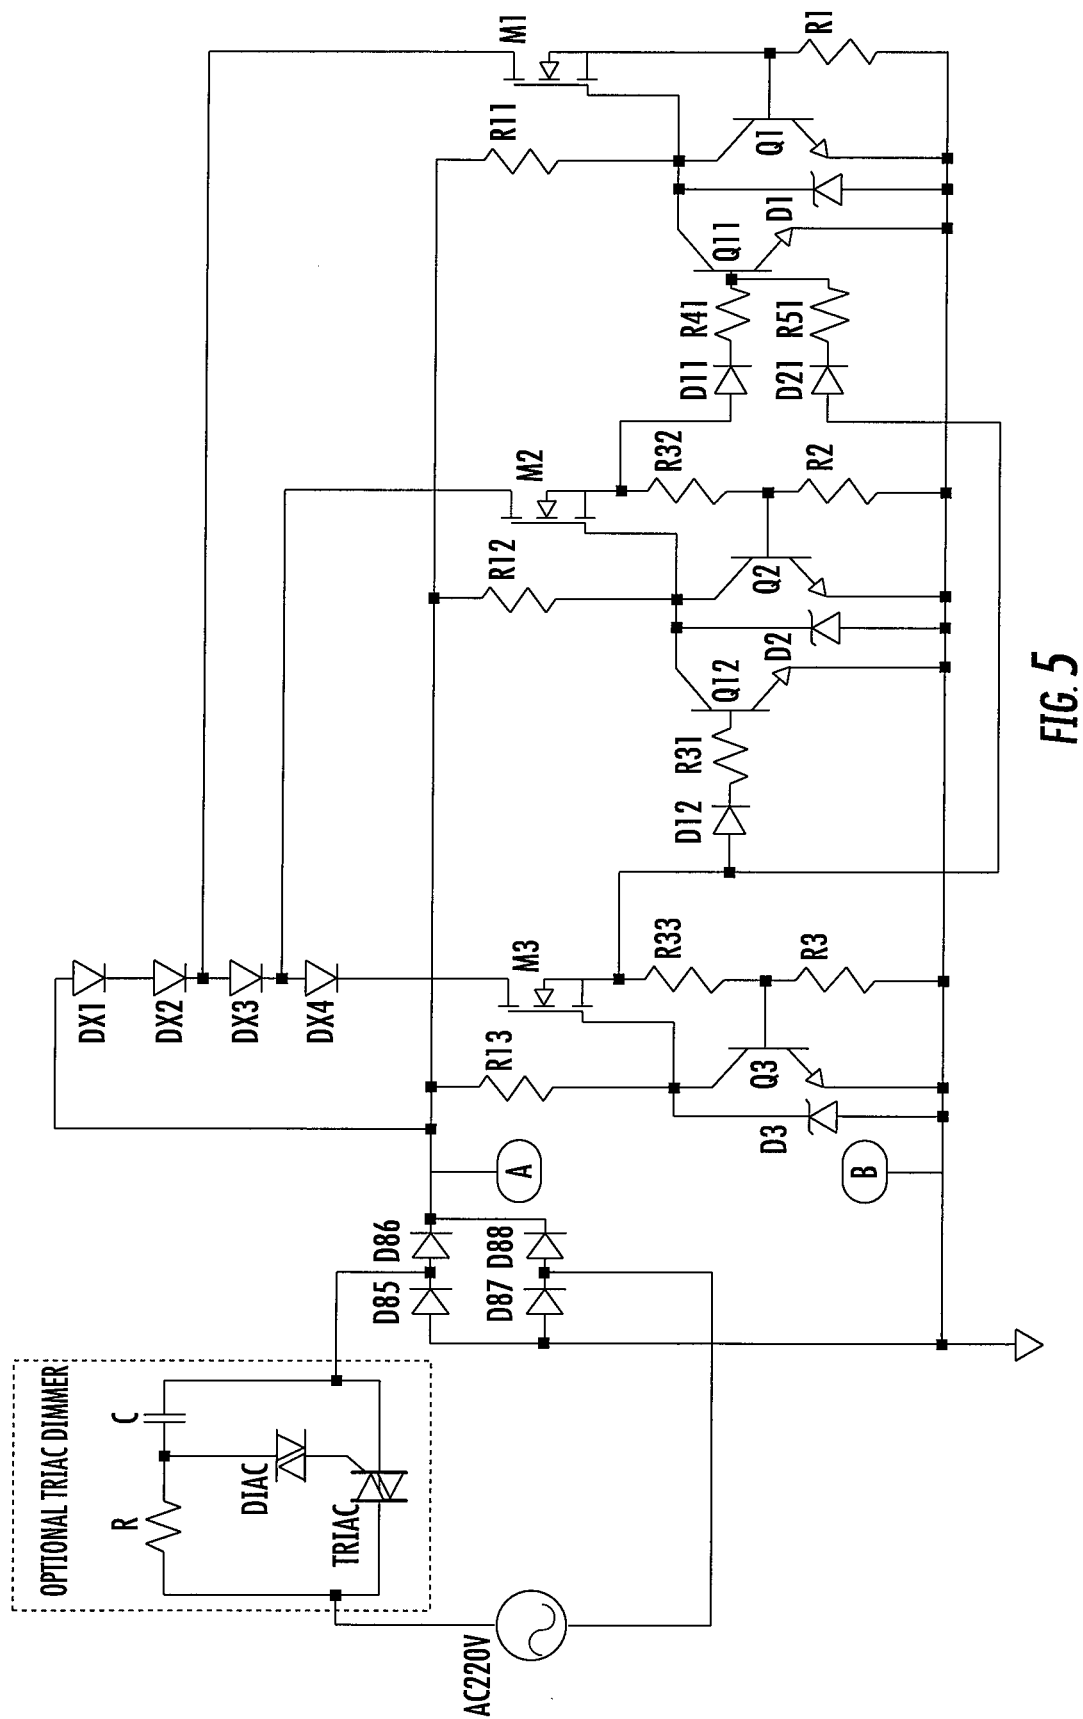 OPTIONAL TRIAC DIMMER
R
C
DIAC
TRIAC
AC220V
D85
D86
D87
D88
A
B
DX1
DX2
DX3
DX4
R13
M3
R33
Q3
R3
D3
D12
R31
Q12
D2
R12
M2
R32
Q2
R2
D11
R41
D21
R51
Q11
D1
R11
M1
Q1
R1
FIG. 5